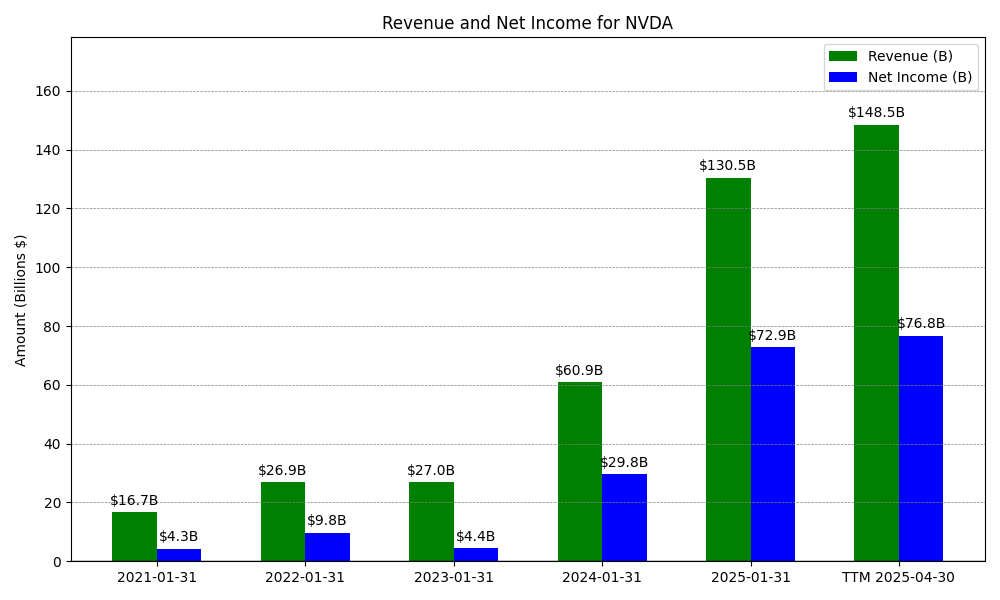 Revenue and Net Income for NVDA
Revenue (B)
Net Income (B)
Amount (Billions $)
160
140
120
100
80
60
40
20
0
$16.7B
$4.3B
$26.9B
$9.8B
$27.0B
$4.4B
$60.9B
$29.8B
$130.5B
$72.9B
$148.5B
$76.8B
2021-01-31
2022-01-31
2023-01-31
2024-01-31
2025-01-31
TTM 2025-04-30